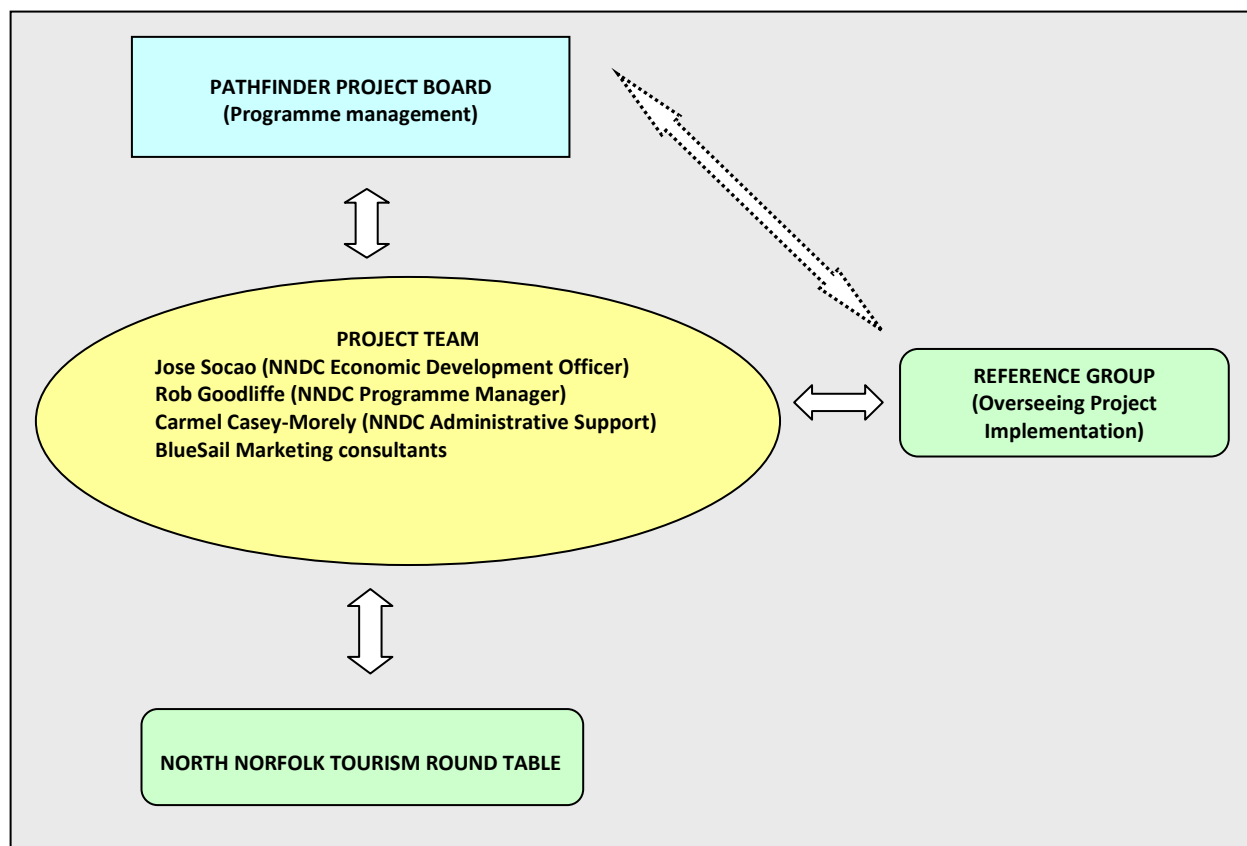 PATHFINDER PROJECT BOARD
(Programme management)
PROJECT TEAM
Jose Socao (NNDC Economic Development Officer)
Rob Goodliffe (NNDC Programme Manager)
Carmel Casey-Morely (NNDC Administrative Support)
BlueSail Marketing consultants
REFERENCE GROUP
(Overseeing Project
Implementation)
NORTH NORFOLK TOURISM ROUND TABLE